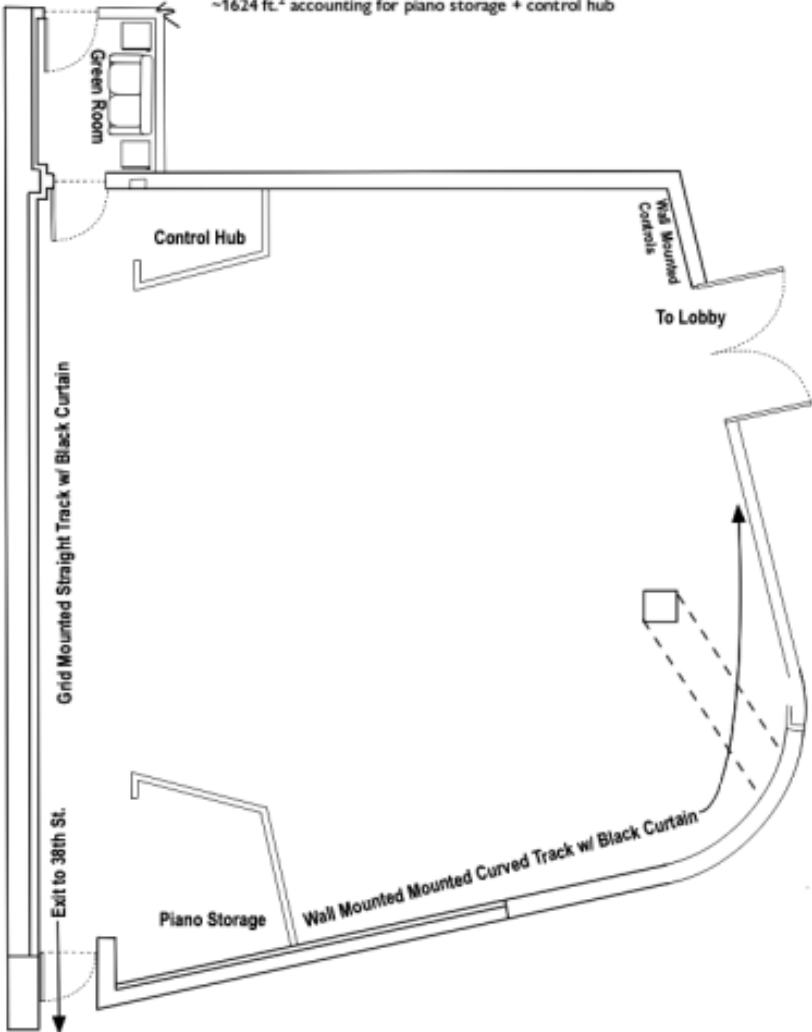 ~1624 ft.² accounting for piano storage + control hub
Green Room
Control Hub
Wall Mounted
Controls
To Lobby
Grid Mounted Straight Track w/ Black Curtain
Exit to 38th St.
Piano Storage
Wall Mounted Mounted Curved Track w/ Black Curtain